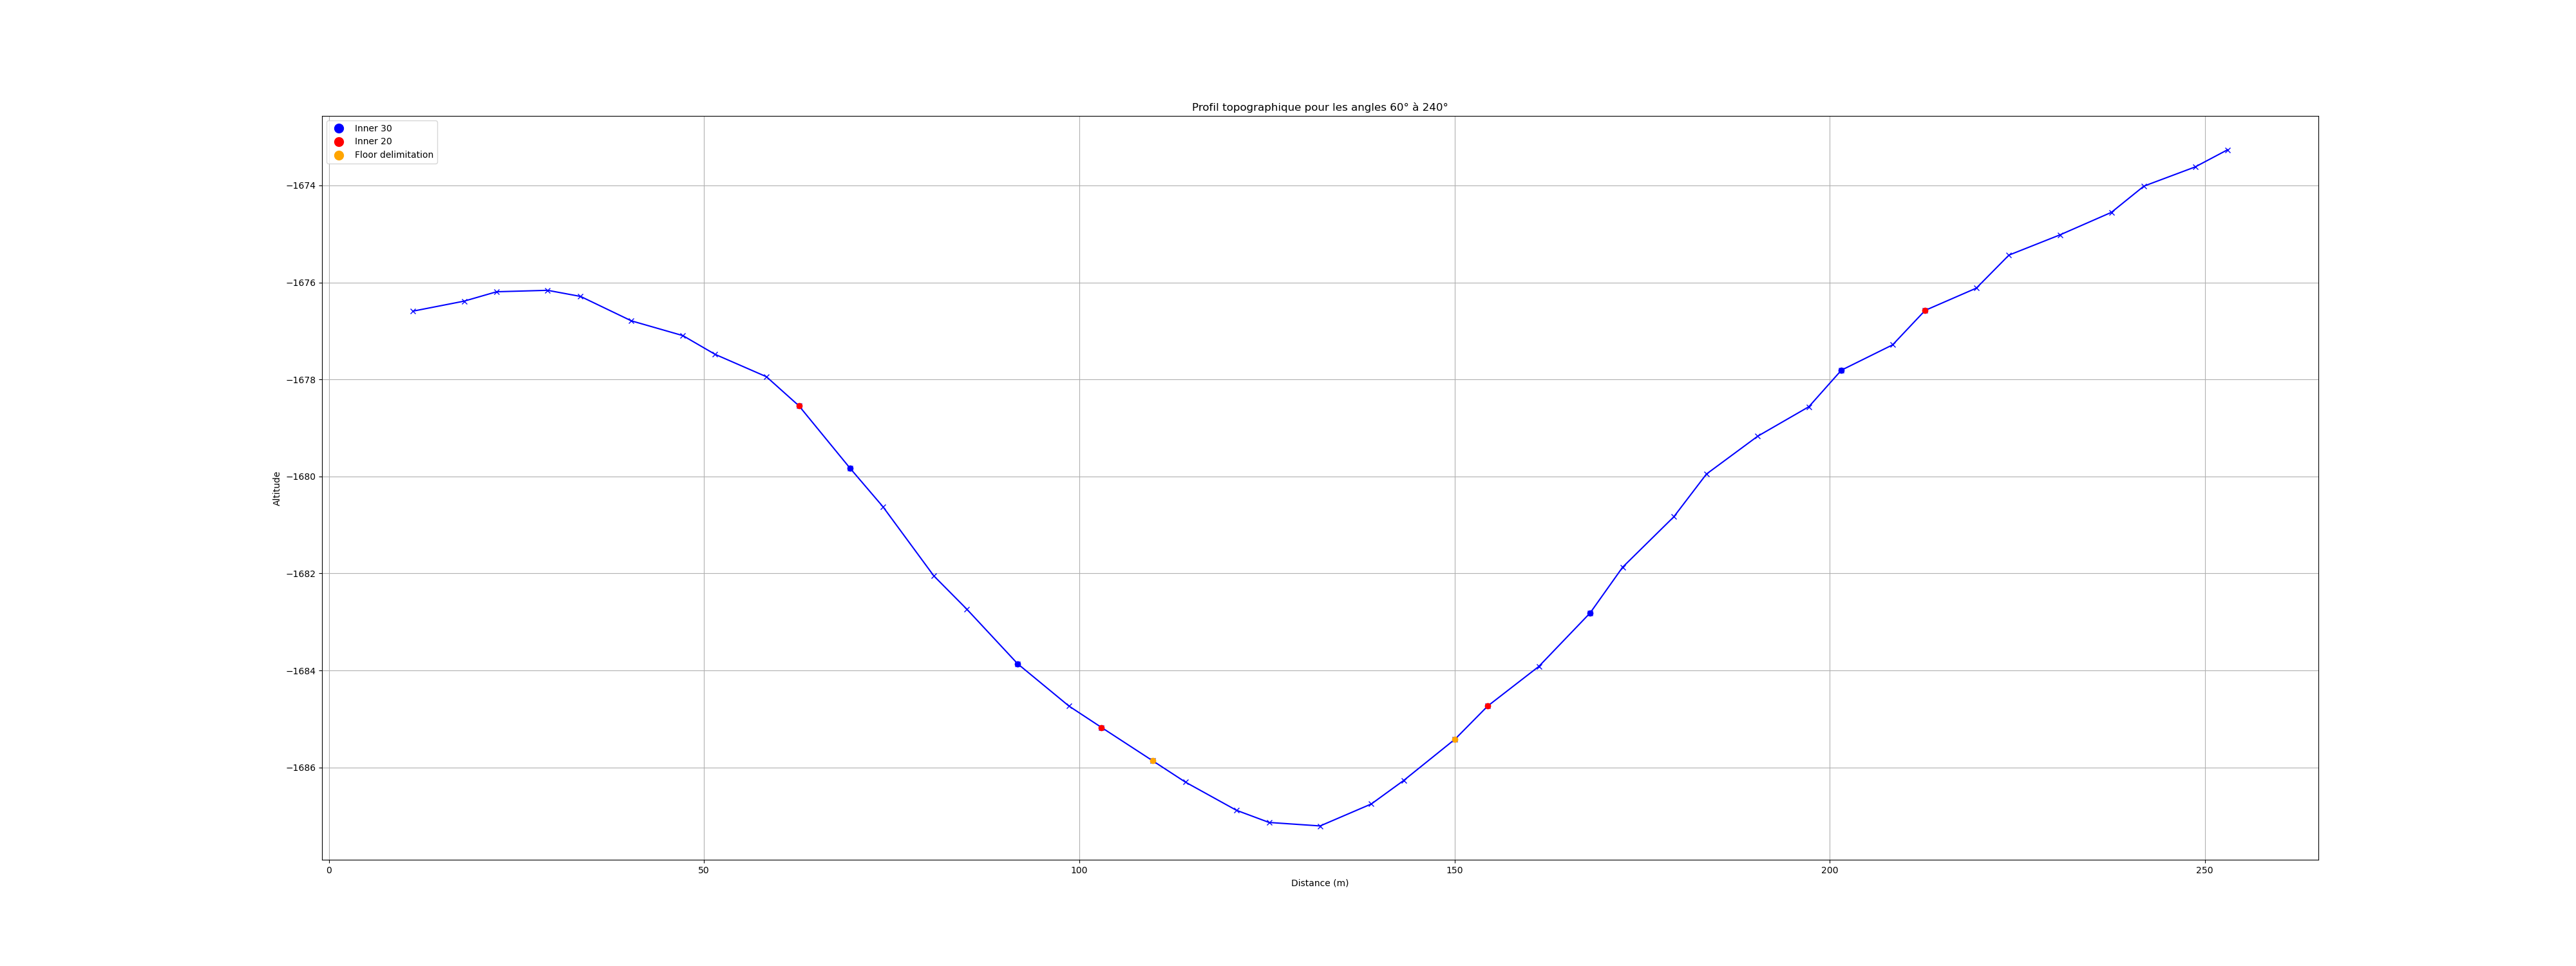 Profil topographique pour les angles 60° à 240°
Inner 30
Inner 20
Floor delimitation
−1674
−1676
−1678
−1680
−1682
−1684
−1686
Altitude
0 50 100 150 200 250
Distance (m)